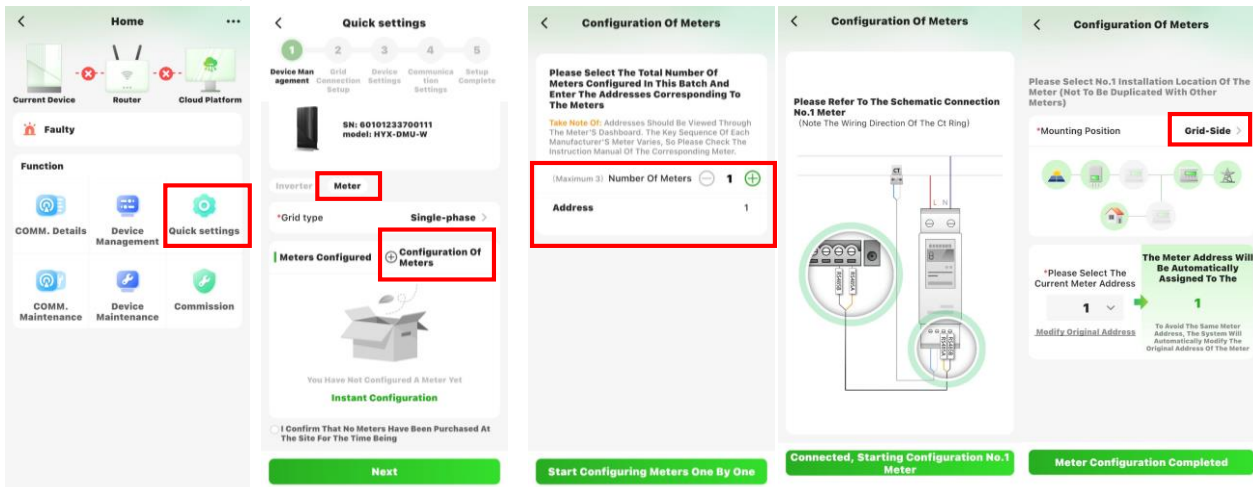 Home
Current Device
Router
Cloud Platform
Faulty
Function
COMM. Details
Device
Management
Quick settings
COMM.
Maintenance
Device
Maintenance
Commission
Quick settings
1
2
3
4
5
Device Man
agement
Grid
Connection
Setup
Device
Settings
Communica
tion
Settings
Setup
Complete
SN: 60101233700111
model: HYX-DMU-W
Inverter
Meter
*Grid type
Single-phase
Meters Configured
Configuration Of
Meters
You Have Not Configured A Meter Yet
Instant Configuration
I Confirm That No Meters Have Been Purchased At
The Site For The Time Being
Next
Configuration Of Meters
Please Select The Total Number Of
Meters Configured In This Batch And
Enter The Addresses Corresponding To
The Meters
Take Note Of: Addresses Should Be Viewed Through
The Meter'S Dashboard. The Key Sequence Of Each
Manufacturer'S Meter Varies, So Please Check The
Instruction Manual Of The Corresponding Meter.
(Maximum 3) Number Of Meters 1
Address 1
Start Configuring Meters One By One
Configuration Of Meters
Please Refer To The Schematic Connection
No.1 Meter
(Note The Wiring Direction Of The Ct Ring)
CT
L N
Connected, Starting Configuration No.1
Meter
Configuration Of Meters
Please Select No.1 Installation Location Of The
Meter (Not To Be Duplicated With Other
Meters)
*Mounting Position
Grid-Side
*Please Select The
Current Meter Address
1
Modify Original Address
The Meter Address Will
Be Automatically
Assigned To The
1
To Avoid The Same Meter
Address, The System Will
Automatically Modify The
Original Address Of The Meter
Meter Configuration Completed